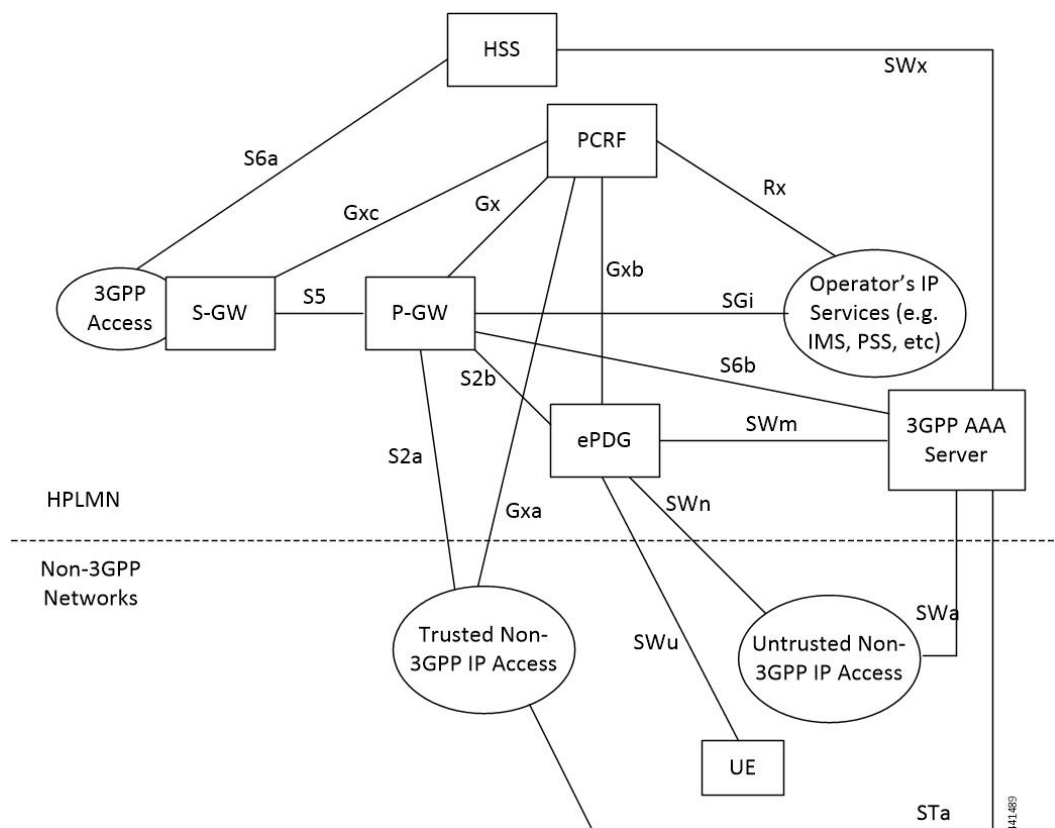 HSS
SWx
PCRF
S6a
Rx
Gxc
Gx
Gxb
3GPP
Access
S-GW
S5
P-GW
SGi
Operator’s IP
Services (e.g.
IMS, PSS, etc)
S6b
S2b
ePDG
SWm
3GPP AAA
Server
S2a
HPLMN
Gxa
SWn
Non-3GPP
Networks
Trusted Non-
3GPP IP Access
SWu
Untrusted Non-
3GPP IP Access
SWa
UE
STa
441489